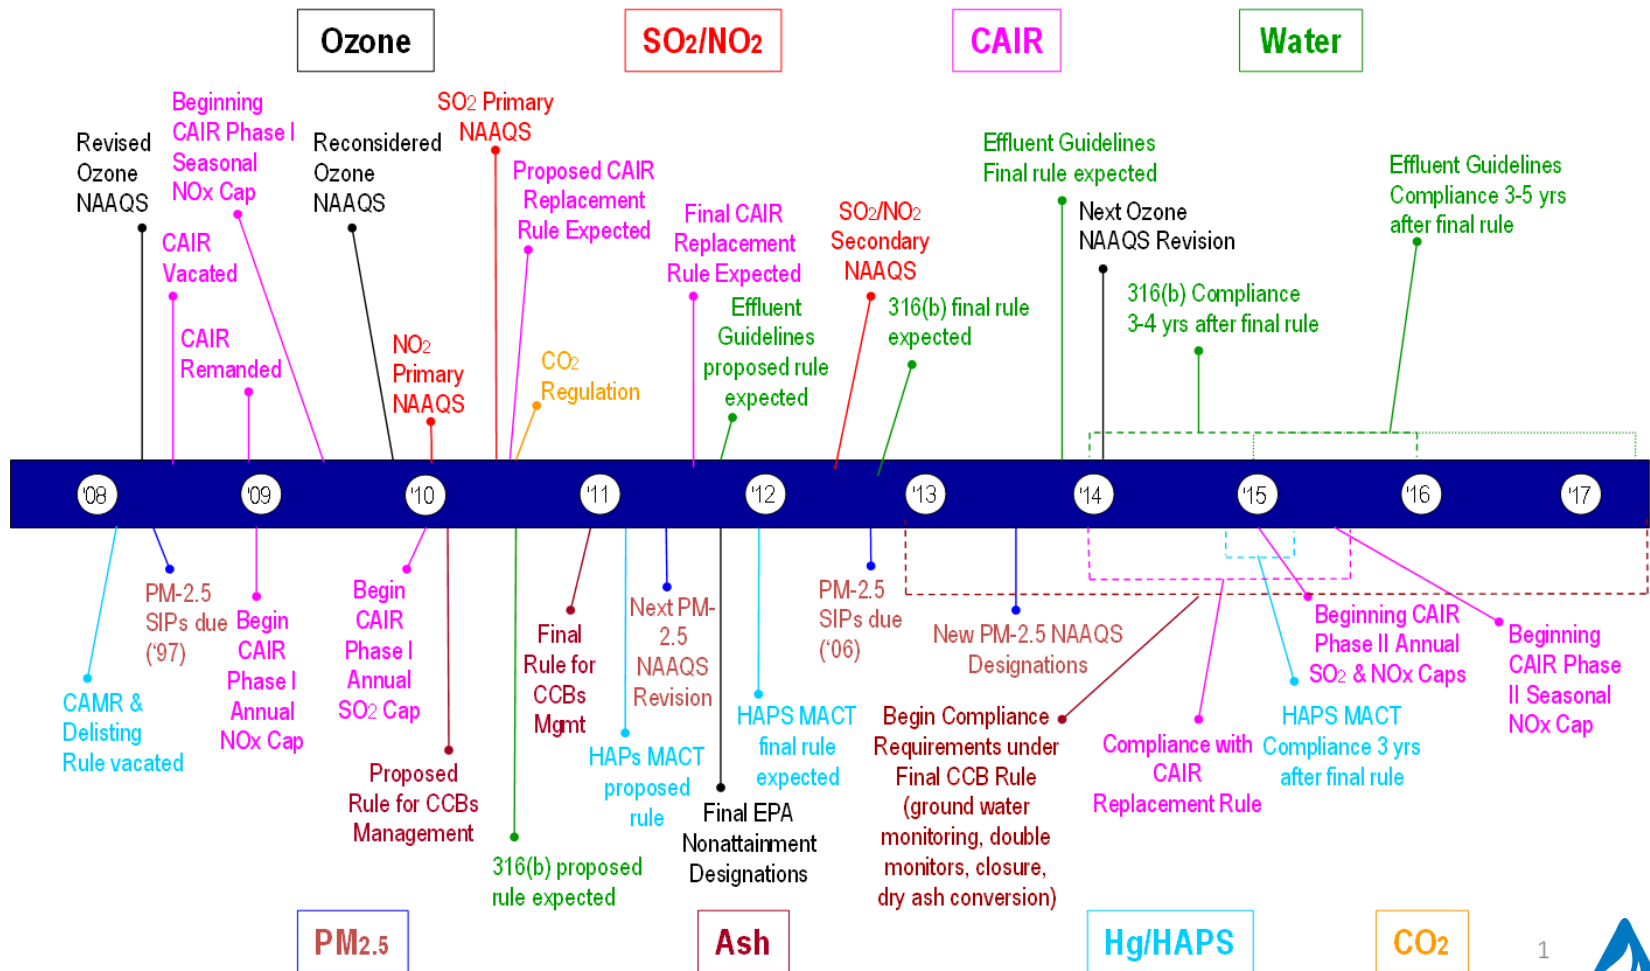 Ozone
SO2/NO2
CAIR
Water
Revised
Ozone
NAAQS
Beginning
CAIR Phase I
Seasonal
NOx Cap
CAIR
Vacated
CAIR
Remanded
Reconsidered
Ozone
NAAQS
NO2
Primary
NAAQS
SO2 Primary
NAAQS
Proposed CAIR
Replacement
Rule Expected
CO2
Regulation
Final CAIR
Replacement
Rule Expected
Effluent
Guidelines
proposed rule
expected
SO2/NO2
Secondary
NAAQS
316(b) final rule
expected
Effluent Guidelines
Final rule expected
Next Ozone
NAAQS Revision
316(b) Compliance
3-4 yrs after final rule
Effluent Guidelines
Compliance 3-5 yrs
after final rule
'08
'09
'10
'11
'12
'13
'14
'15
'16
'17
CAMR &
Delisting
Rule vacated
PM-2.5
SIPs due
('97)
Begin
CAIR
Phase I
Annual
NOx Cap
Begin
CAIR
Phase I
Annual
SO2 Cap
Proposed
Rule for CCBs
Management
316(b) proposed
rule expected
Final
Rule for
CCBs
Mgmt
HAPs MACT
proposed
rule
Next PM-
2.5
NAAQS
Revision
Final EPA
Nonattainment
Designations
HAPS MACT
final rule
expected
PM-2.5
SIPs due
('06)
New PM-2.5 NAAQS
Designations
Begin Compliance
Requirements under
Final CCB Rule
(ground water
monitoring, double
monitors, closure,
dry ash conversion)
Compliance with
CAIR
Replacement Rule
Beginning CAIR
Phase II Annual
SO2 & NOx Caps
HAPS MACT
Compliance 3 yrs
after final rule
Beginning
CAIR Phase
II Seasonal
NOx Cap
PM2.5
Ash
Hg/HAPS
CO2
1